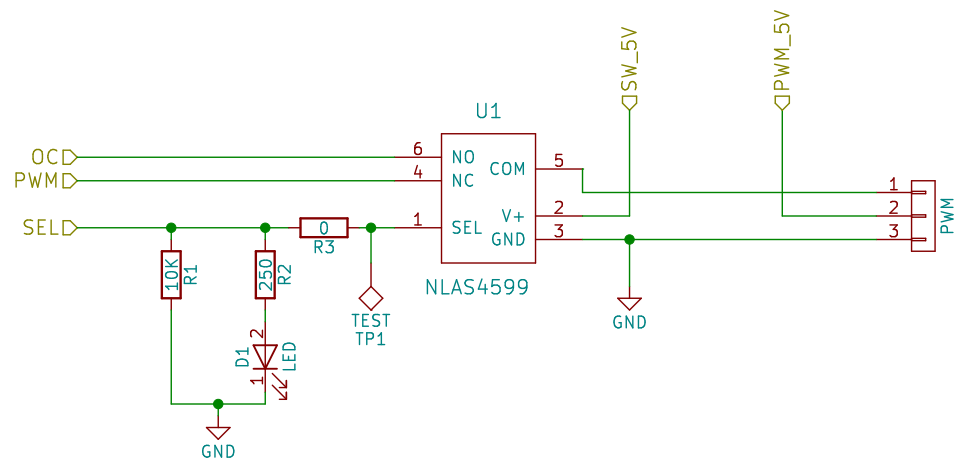 SW_5V
PWM_5V
U1
OC
6
NO
5
COM
PWM
4
NC
1
2
V+
2
SEL
1
SEL
3
GND
3
PWM
0
R3
10K
R1
250
R2
NLAS4599
TEST
TP1
GND
2
D1
LED
1
GND